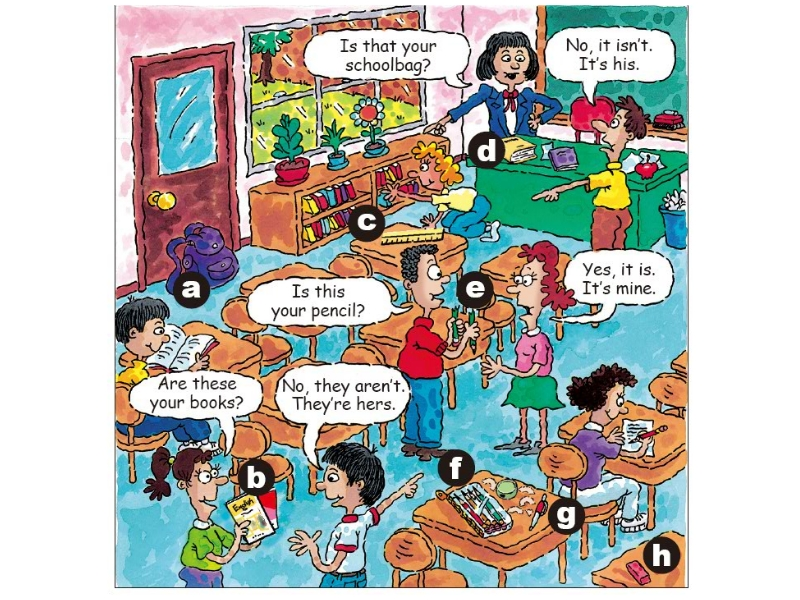 Is that your
schoolbag?
No, it isn't.
It's his.
d
c
a
Is this
your pencil?
e
Yes, it is.
It's mine.
Are these
your books?
No, they aren't.
They're hers.
b
English
f
g
h